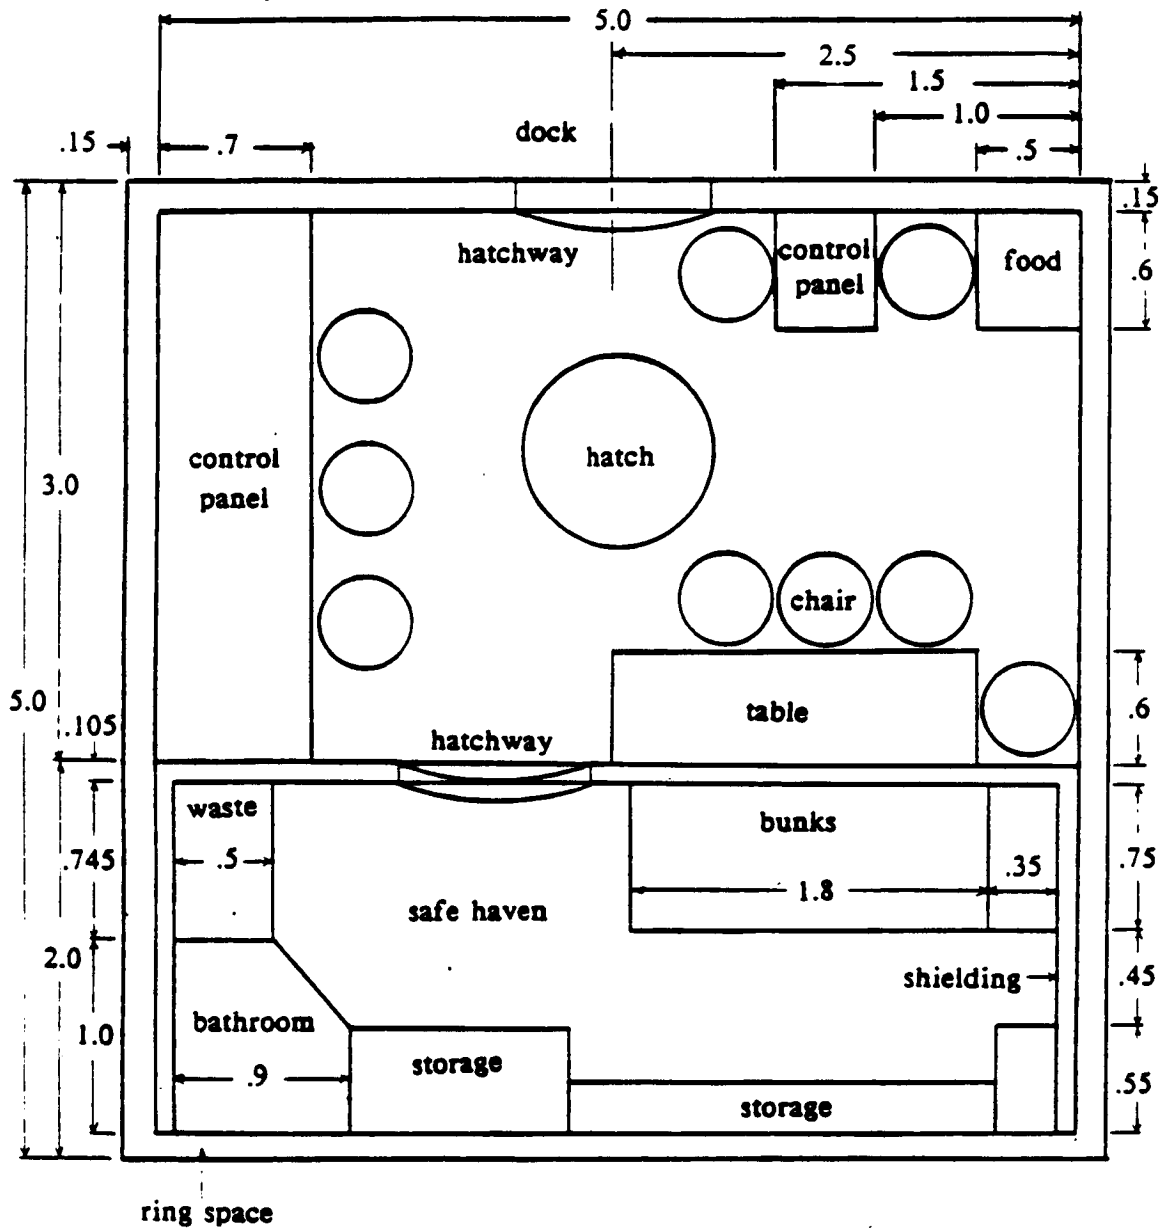 5.0
2.5
1.5
1.0
.5
dock
.15
.7
.15
hatchway
control
panel
food
.6
control
panel
hatch
3.0
chair
5.0
.105
table
.6
hatchway
waste
bunks
.745
.5
.35
.75
1.8
safe haven
2.0
shielding
.45
bathroom
1.0
storage
.9
.55
storage
ring space